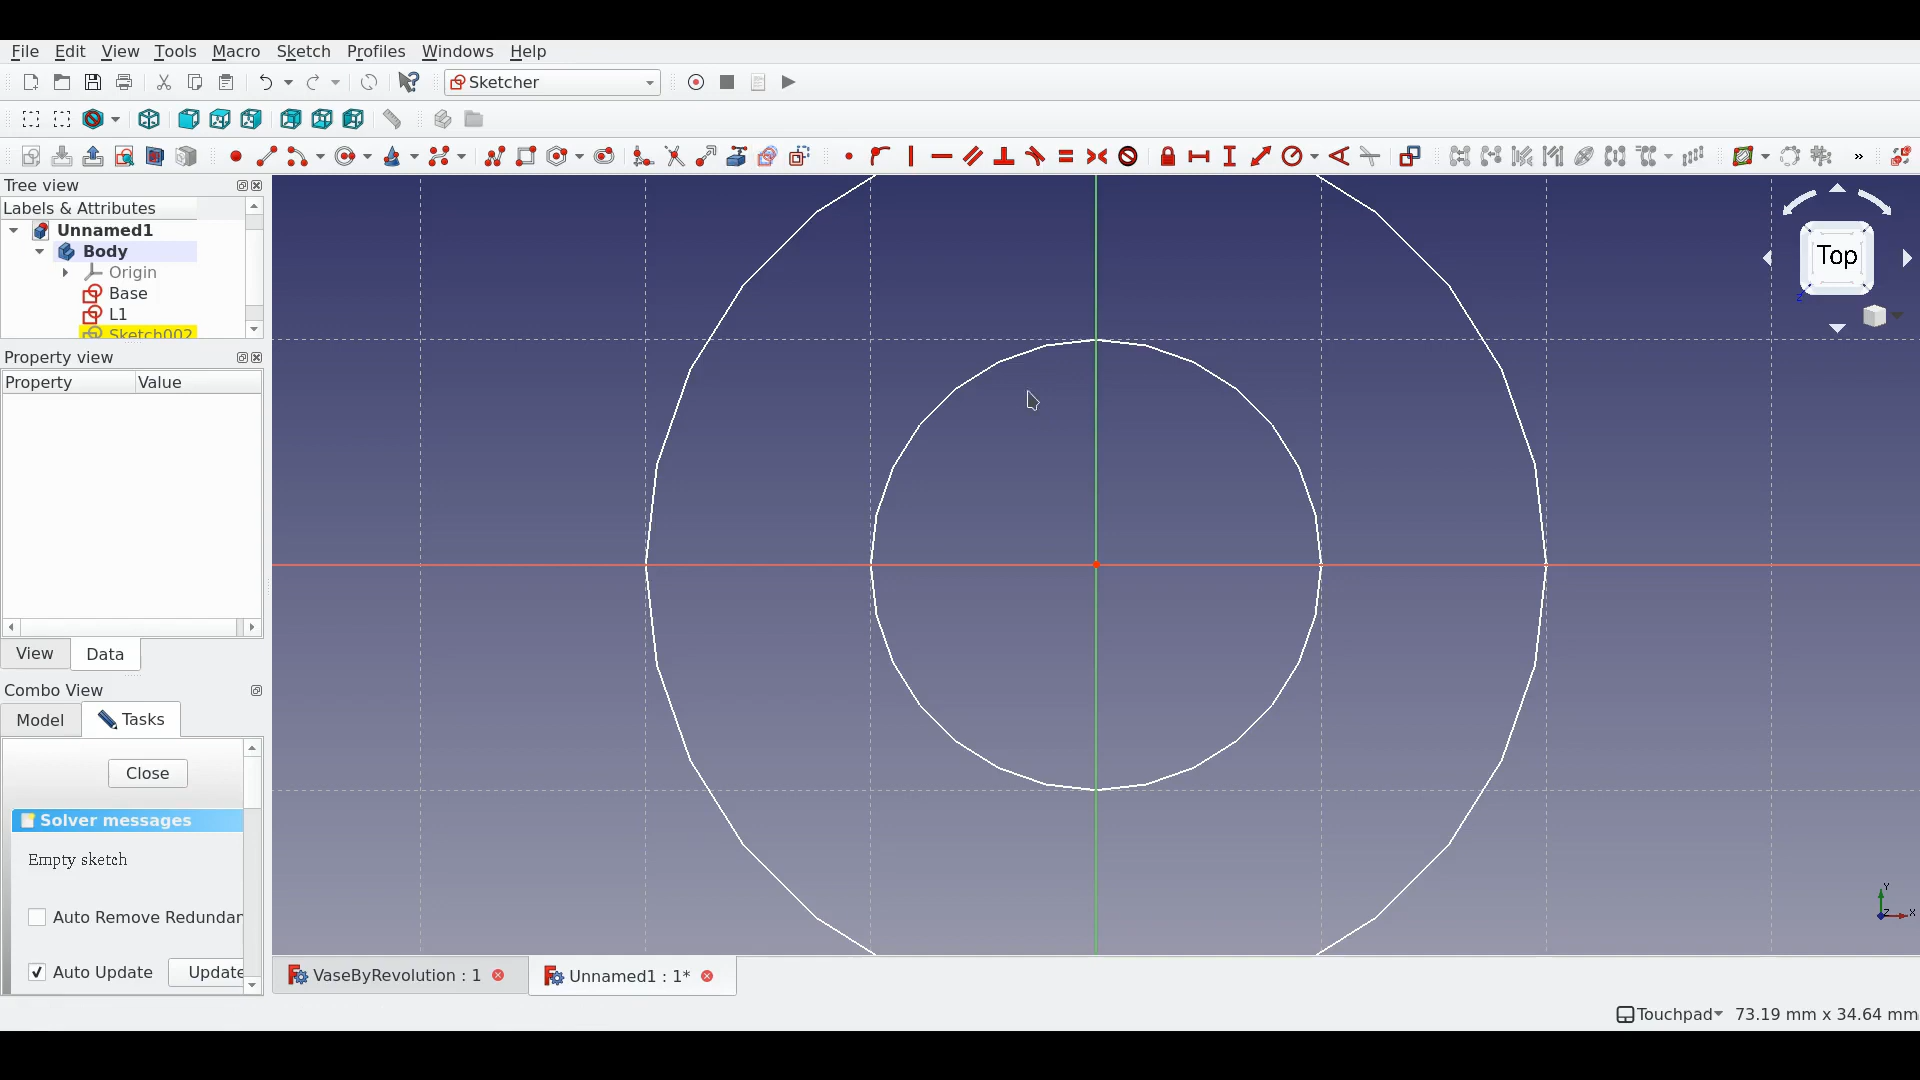 File Edit View Tools Macro Sketch Profiles Windows Help
Sketcher
»
Tree view
Labels & Attributes
Unnamed1
Body
Origin
Base
L1
Sketch002
Property view
Property Value
View Data
Combo View
Model Tasks
Close
Solver messages
Empty sketch
Auto Remove Redundan
Auto Update Update
Top
Z
Y
Z X
VaseByRevolution : 1
Unnamed1 : 1*
Touchpad 73.19 mm x 34.64 mm